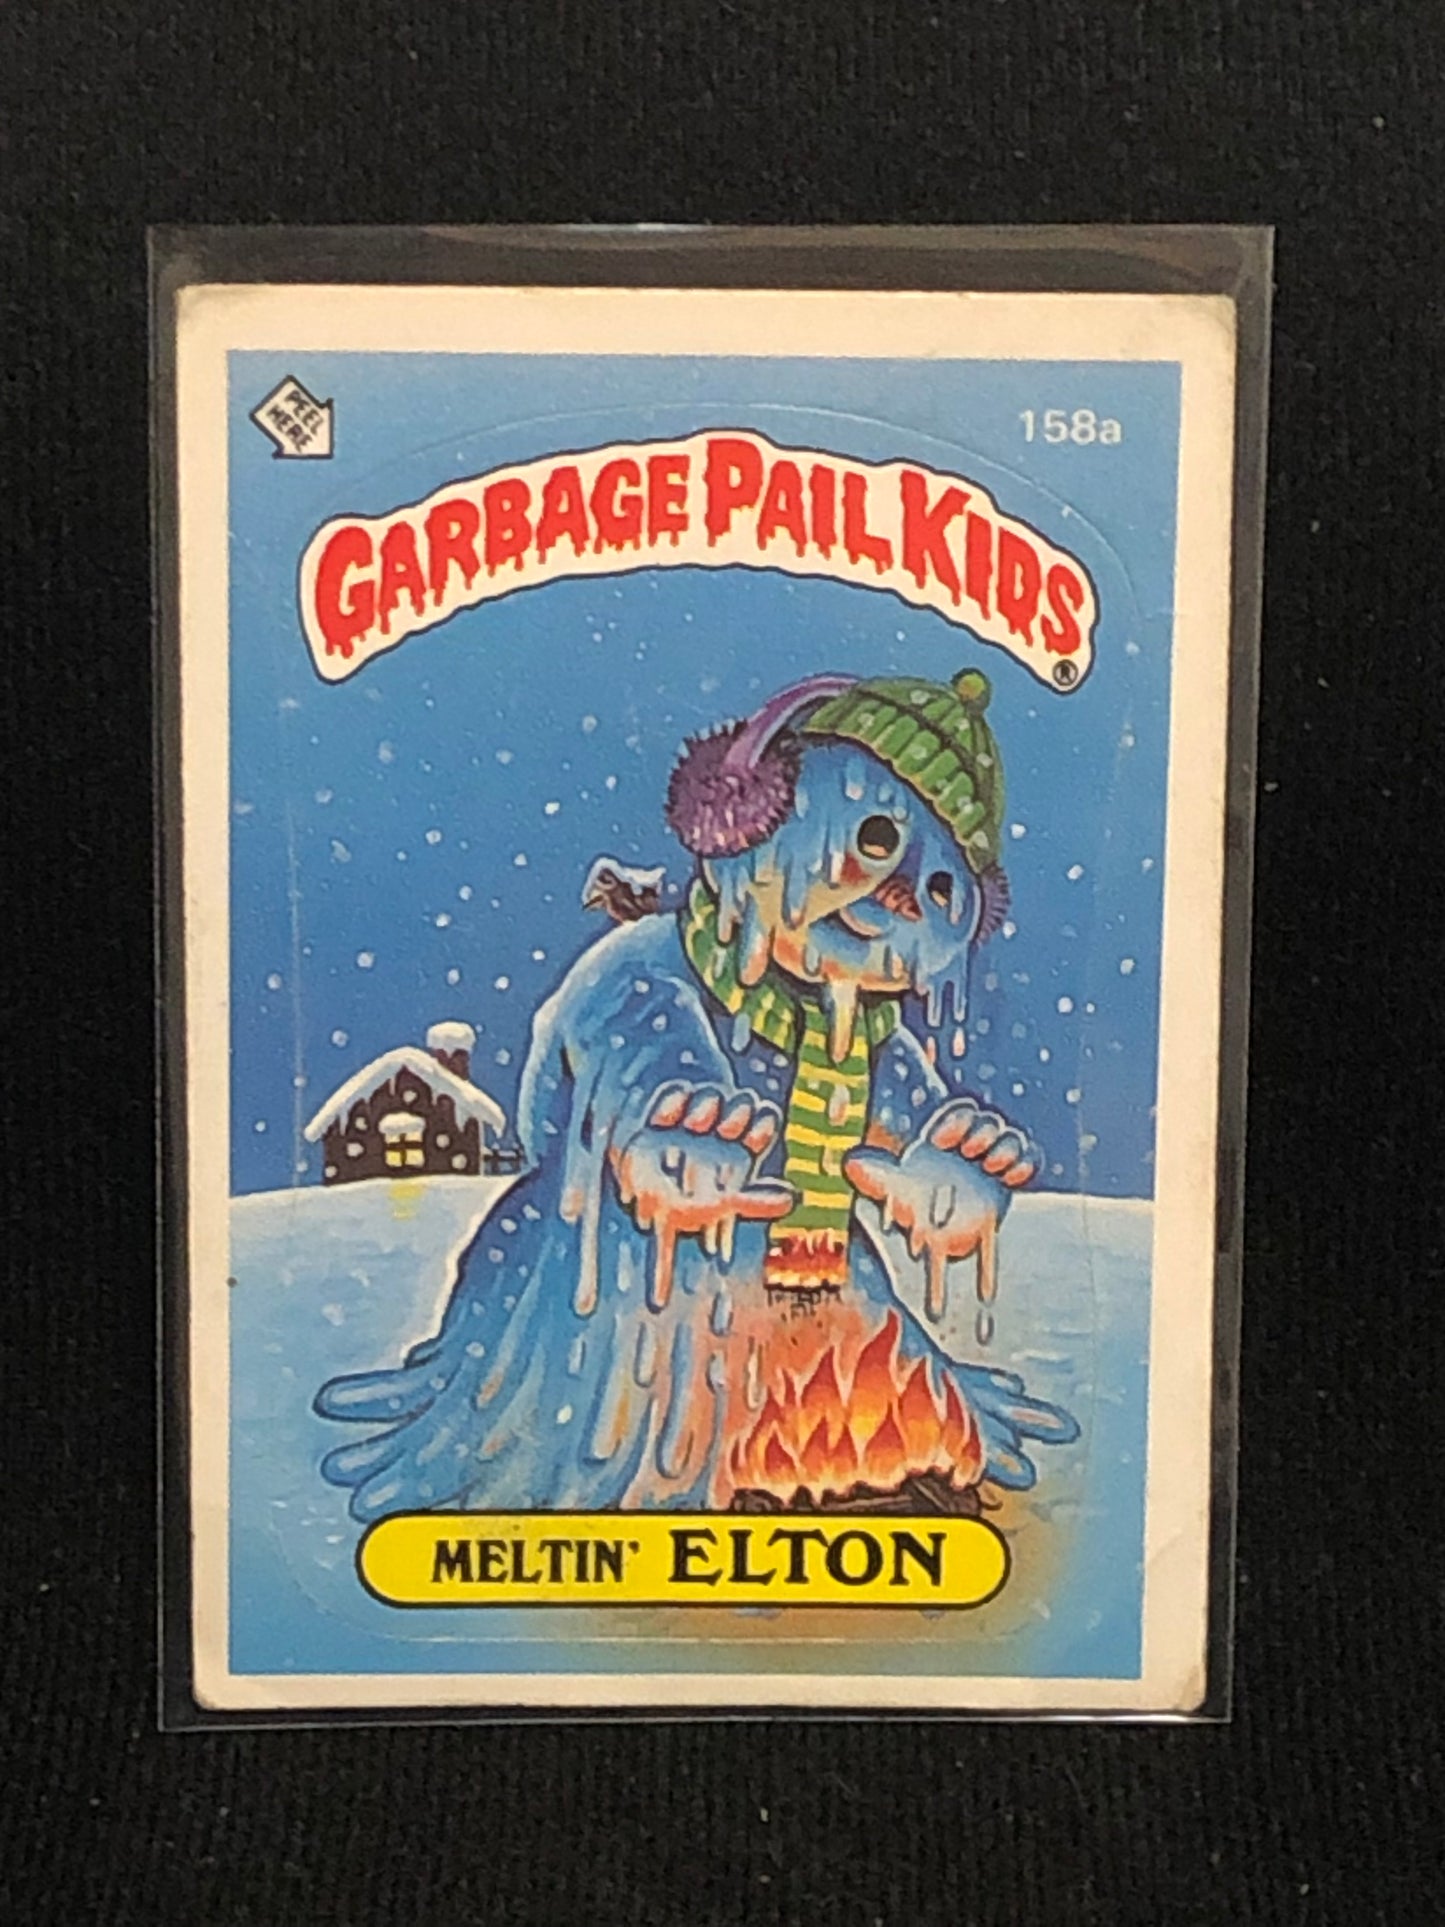 PEEL
HERE
158a
GARBAGE PAIL KIDS
®
MELTIN' ELTON